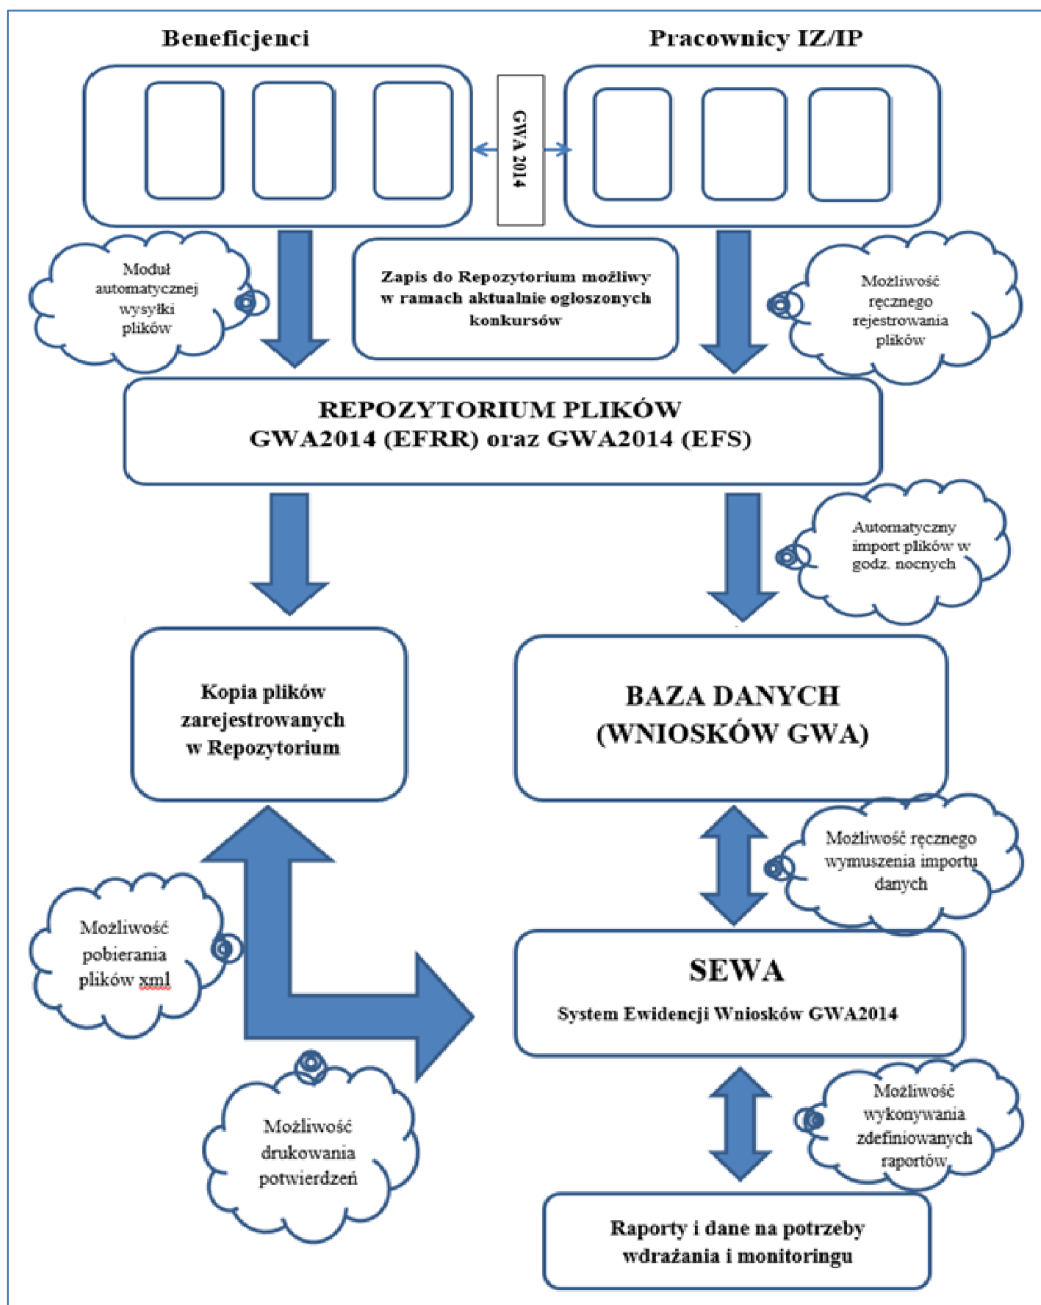 Beneficjenci
Pracownicy IZ/IP
GWA 2014
Moduł
automatycznej
wysyłki
plików
Zapis do Repozytorium możliwy
w ramach aktualnie ogłoszonych
konkursów
Możliwość
ręcznego
rejestrowania
plików
REPOZYTORIUM PLIKÓW
GWA2014 (EFRR) oraz GWA2014 (EFS)
Automatyczny
import plików w
godz. nocnych
Kopia plików
zarejestrowanych
w Repozytorium
BAZA DANYCH
(WNIOSKÓW GWA)
Możliwość ręcznego
wymuszenia importu
danych
Możliwość
pobierania
plików xml
SEWA
System Ewidencji Wniosków GWA2014
Możliwość
drukowania
potwierdzeń
Możliwość
wykonywania
zdefiniowanych
raportów
Raporty i dane na potrzeby
wdrażania i monitoringu